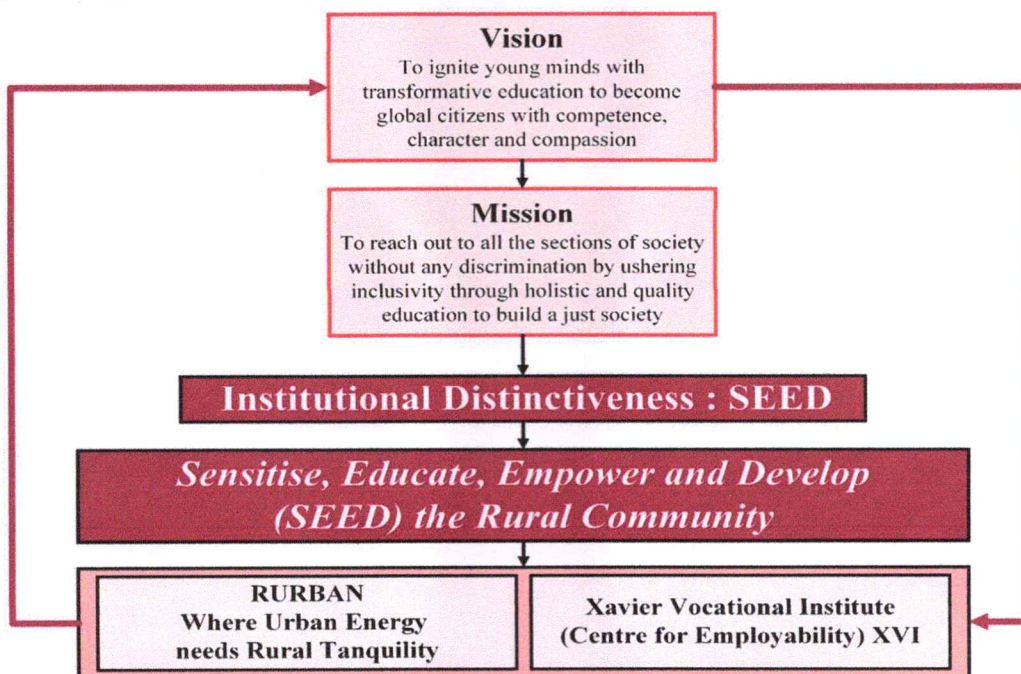 Vision
To ignite young minds with
transformative education to become
global citizens with competence,
character and compassion
Mission
To reach out to all the sections of society
without any discrimination by ushering
inclusivity through holistic and quality
education to build a just society
Institutional Distinctiveness : SEED
Sensitise, Educate, Empower and Develop
(SEED) the Rural Community
RURBAN
Where Urban Energy
needs Rural Tanquility
Xavier Vocational Institute
(Centre for Employability) XVI